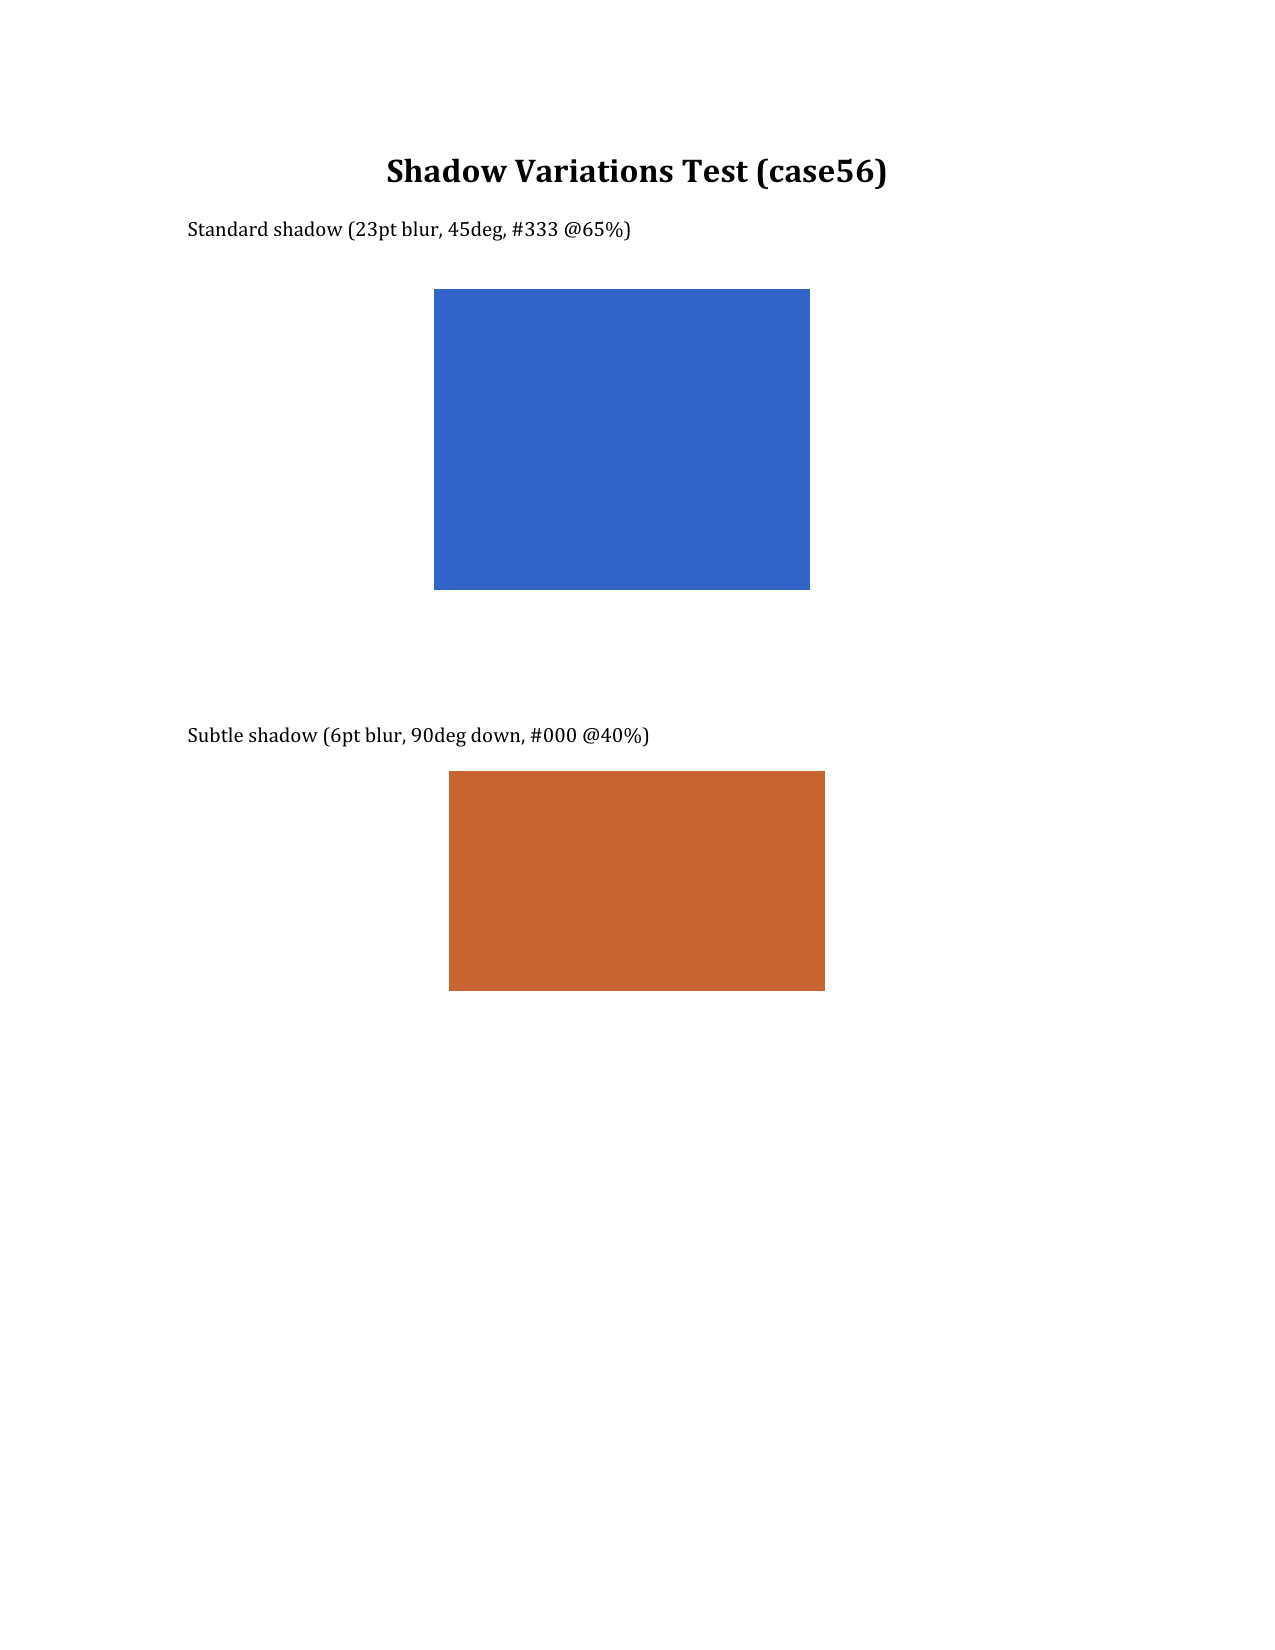 Shadow Variations Test (case56)
Standard shadow (23pt blur, 45deg, #333 @65%)
Subtle shadow (6pt blur, 90deg down, #000 @40%)